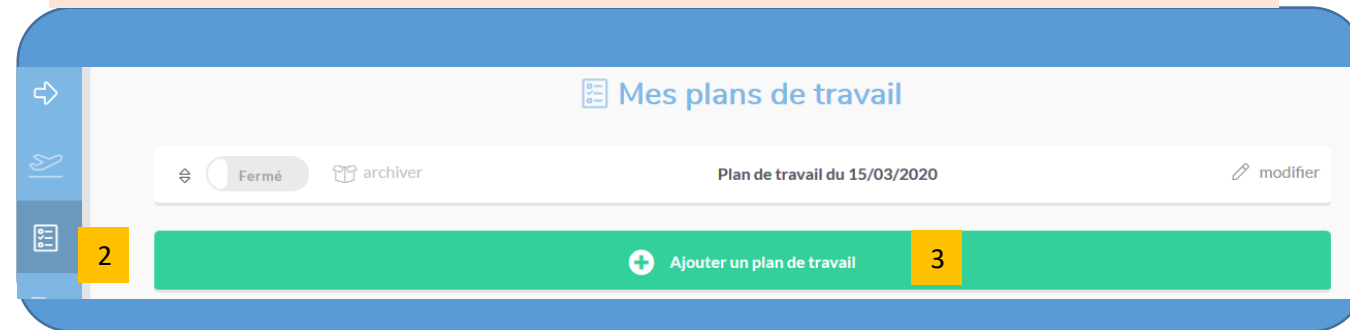 Mes plans de travail
Fermé archiver Plan de travail du 15/03/2020 modifier
2
Ajouter un plan de travail 3